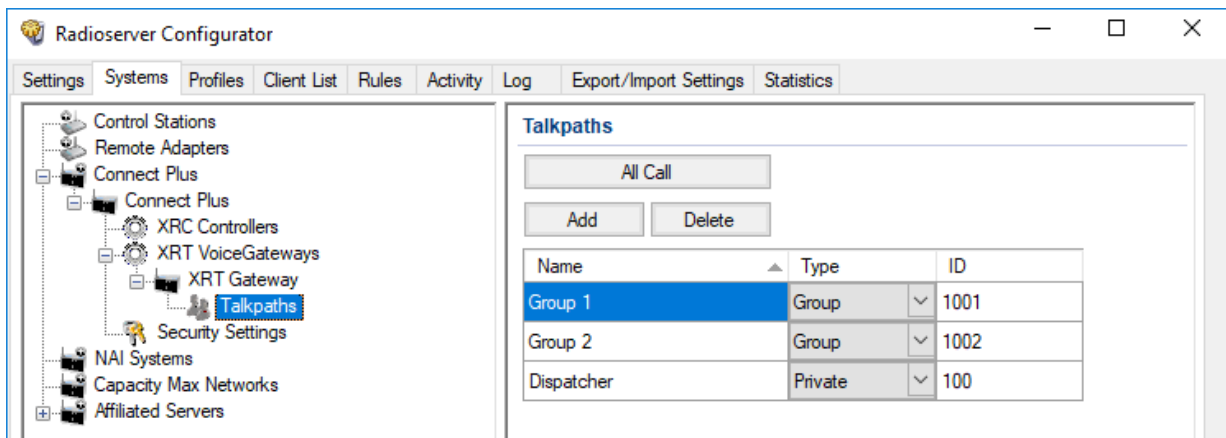 Radioserver Configurator
Settings Systems Profiles Client List Rules Activity Log Export/Import Settings Statistics
Control Stations
Remote Adapters
Connect Plus
Connect Plus
XRC Controllers
XRT VoiceGateways
XRT Gateway
Talkpaths
Security Settings
NAI Systems
Capacity Max Networks
Affiliated Servers
Talkpaths
All Call
Add Delete
Name Type ID
Group 1 Group 1001
Group 2 Group 1002
Dispatcher Private 100